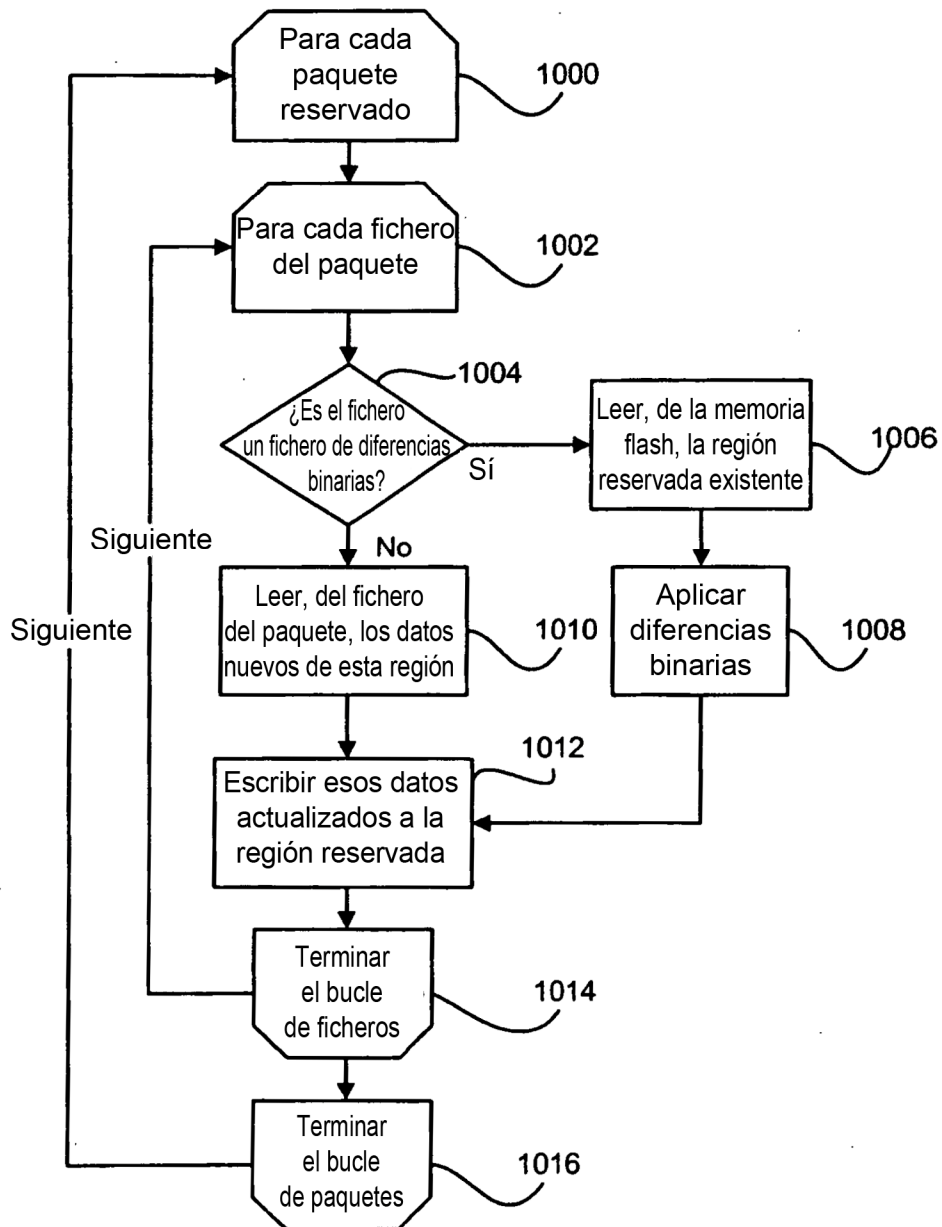 Para cada
paquete
reservado
1000
Para cada fichero
del paquete
1002
1004
¿Es el fichero
un fichero de diferencias
binarias?
Sí
Leer, de la memoria
flash, la región
reservada existente
1006
No
Siguiente
Siguiente
Leer, del fichero
del paquete, los datos
nuevos de esta región
1010
Aplicar
diferencias
binarias
1008
1012
Escribir esos datos
actualizados a la
región reservada
Terminar
el bucle
de ficheros
1014
Terminar
el bucle
de paquetes
1016